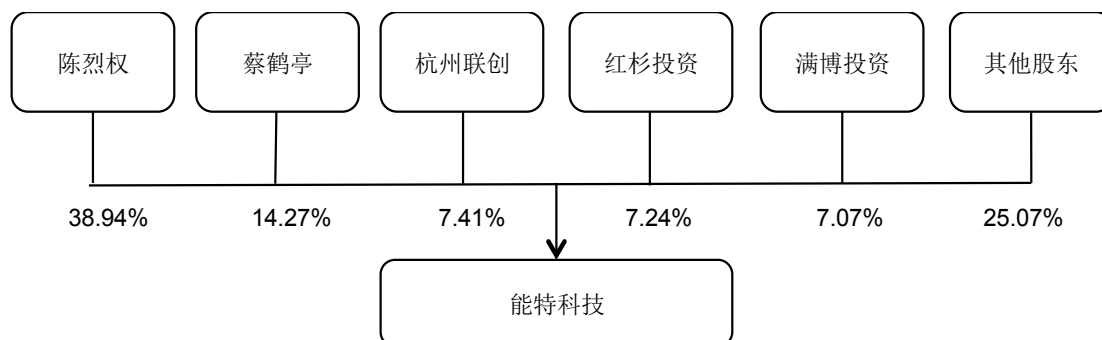 陈烈权
蔡鹤亭
杭州联创
红杉投资
满博投资
其他股东
38.94%
14.27%
7.41%
7.24%
7.07%
25.07%
能特科技